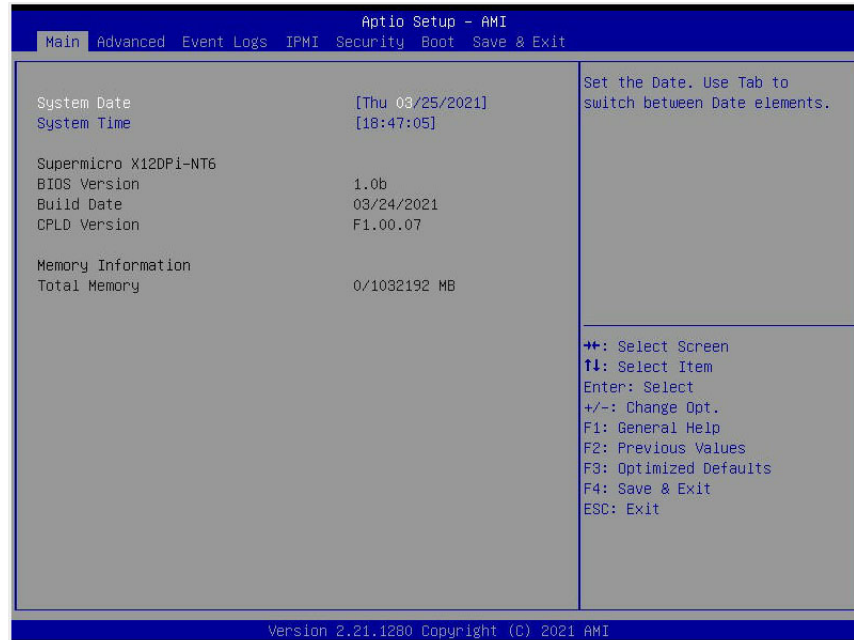 Aptio Setup - AMI
Main Advanced Event Logs IPMI Security Boot Save & Exit
System Date [Thu 03/25/2021]
System Time [18:47:05]
Supermicro X12DPi-NT6
BIOS Version 1.0b
Build Date 03/24/2021
CPLD Version F1.00.07
Memory Information
Total Memory 0/1032192 MB
Set the Date. Use Tab to
switch between Date elements.
→←: Select Screen
↑↓: Select Item
Enter: Select
+/-: Change Opt.
F1: General Help
F2: Previous Values
F3: Optimized Defaults
F4: Save & Exit
ESC: Exit
Version 2.21.1280 Copyright (C) 2021 AMI